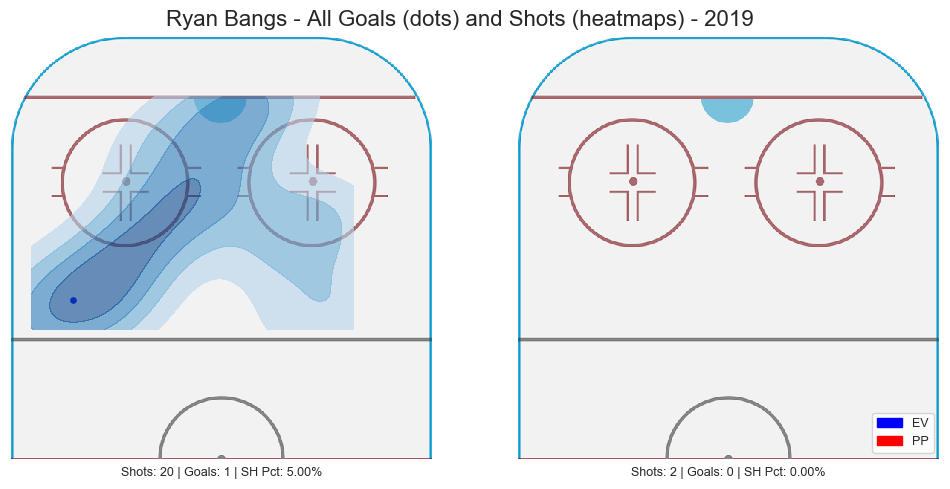 Ryan Bangs - All Goals (dots) and Shots (heatmaps) - 2019
EV
PP
Shots: 20 | Goals: 1 | SH Pct: 5.00%
Shots: 2 | Goals: 0 | SH Pct: 0.00%